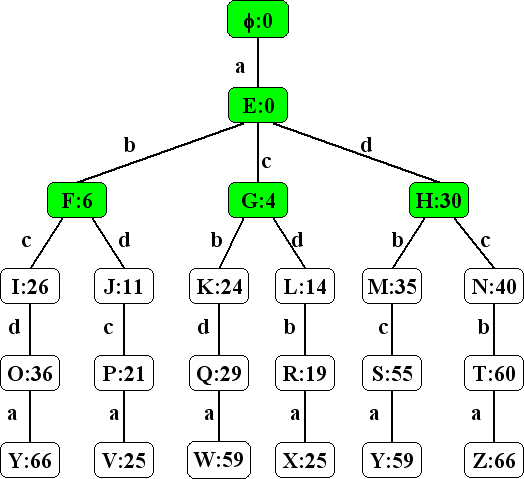 ϕ:0
a
E:0
b c d
F:6 G:4 H:30
c d b d b c
I:26 J:11 K:24 L:14 M:35 N:40
d c d b c b
O:36 P:21 Q:29 R:19 S:55 T:60
a a a a a a
Y:66 V:25 W:59 X:25 Y:59 Z:66